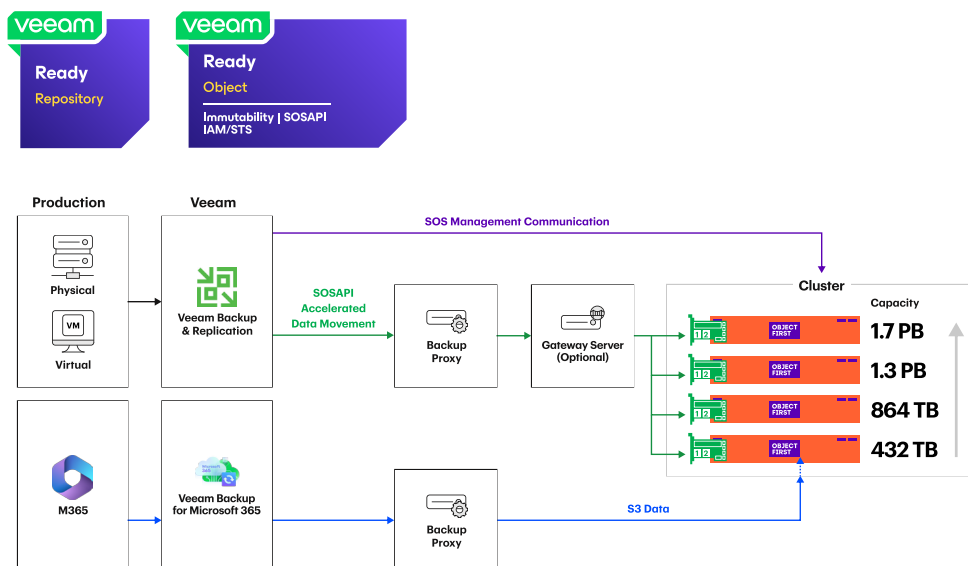 veeam
Ready
Repository
veeam
Ready
Object
Immutability | SOSAPI
IAM/STS
Production
Veeam
Physical
VM
Virtual
Veeam Backup
& Replication
SOS Management Communication
SOSAPI
Accelerated
Data Movement
Backup
Proxy
Gateway Server
(Optional)
Cluster
Capacity
1 2
OBJECT
FIRST
1.7 PB
1 2
OBJECT
FIRST
1.3 PB
1 2
OBJECT
FIRST
864 TB
1 2
OBJECT
FIRST
432 TB
M365
Microsoft
365
Veeam Backup
for Microsoft 365
Backup
Proxy
S3 Data